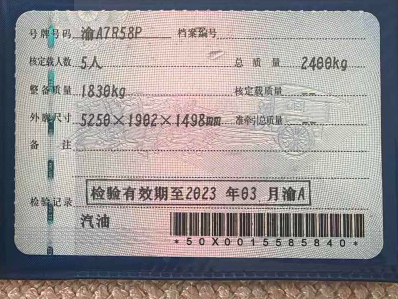 号牌号码 渝A7R58P 档案编号
核定载人数 5人 总质量 2400kg
整备质量 1830kg 核定载质量 --
外廓尺寸 5250×1902×1498mm 准牵引总质量 --
备注
检验记录 检验有效期至2023年03月渝A
汽油
*50X0015585840*